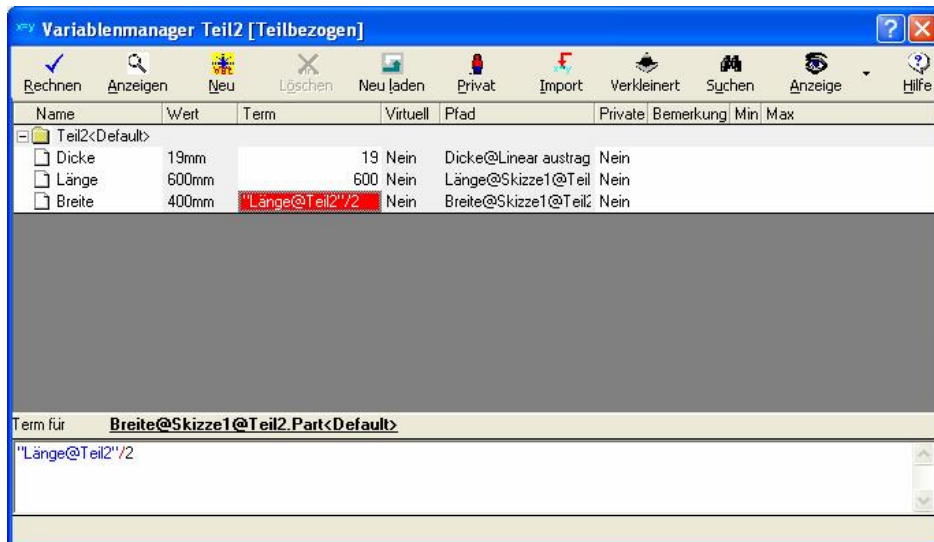 x=y Variablenmanager Teil2 [Teilbezogen]
Rechnen Anzeigen Neu Löschen Neu laden Privat Import Verkleinert Suchen Anzeige Hilfe
Name Wert Term Virtuell Pfad Private Bemerkung Min Max
Teil2<Default>
Dicke 19mm 19 Nein Dicke@Linear austrag Nein
Länge 600mm 600 Nein Länge@Skizze1@Teil Nein
Breite 400mm "Länge@Teil2"/2 Nein Breite@Skizze1@Teil2 Nein
Term für Breite@Skizze1@Teil2.Part<Default>
"Länge@Teil2"/2